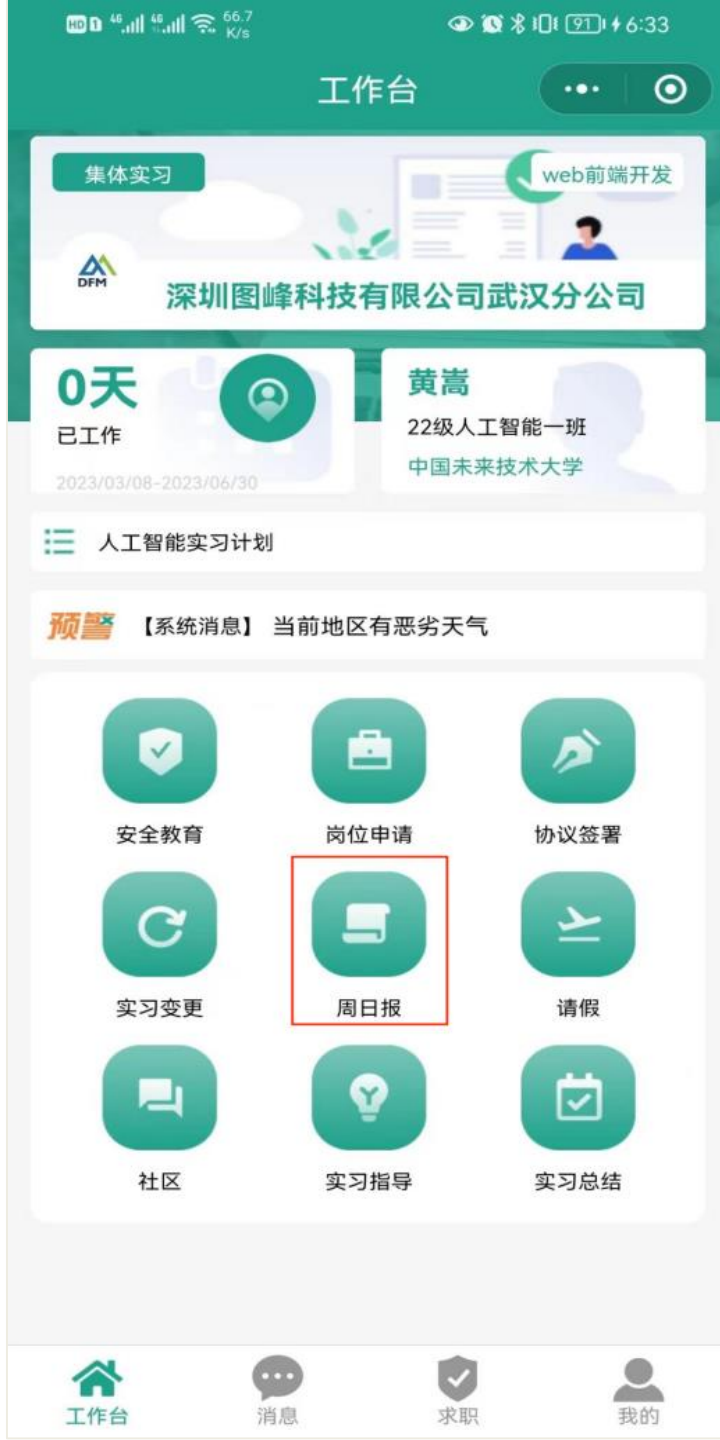 HD 1 4G 4G 66.7 K/s 91 6:33
工作台
集体实习
web前端开发
DFM
深圳图峰科技有限公司武汉分公司
0天
已工作
2023/03/08-2023/06/30
黄嵩
22级人工智能一班
中国未来技术大学
人工智能实习计划
预警 【系统消息】 当前地区有恶劣天气
安全教育 岗位申请 协议签署
实习变更 周日报 请假
社区 实习指导 实习总结
工作台 消息 求职 我的